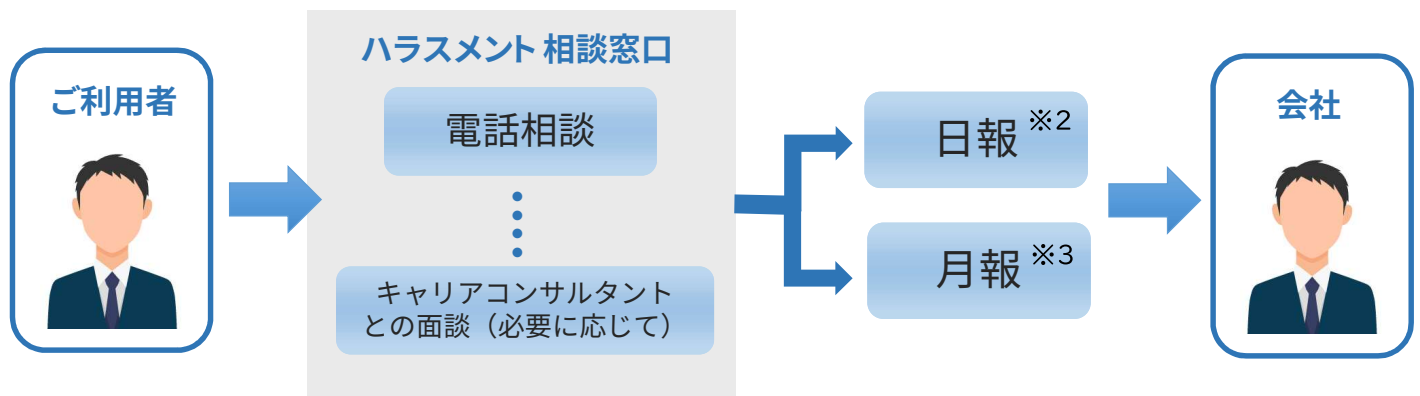 ご利用者
ハラスメント 相談窓口
電話相談
キャリアコンサルタント
との面談（必要に応じて）
日報※2
月報※3
会社